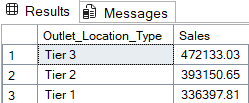 Results Messages
Outlet_Location_Type Sales
1 Tier 3 472133.03
2 Tier 2 393150.65
3 Tier 1 336397.81